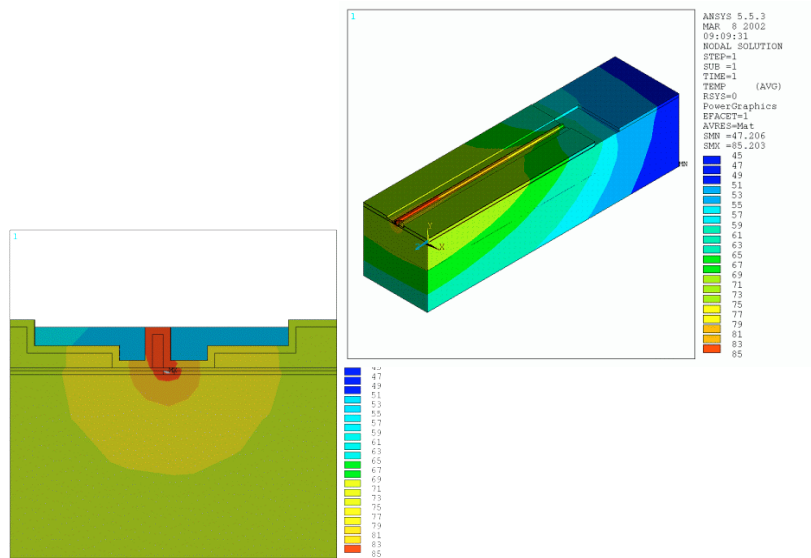 1
ANSYS 5.5.3
MAR 8 2002
09:09:31
NODAL SOLUTION
STEP=1
SUB =1
TIME=1
TEMP (AVG)
RSYS=0
PowerGraphics
EFACET=1
AVRES=Mat
SMN =47.206
SMX =85.203
45
47
49
51
53
55
57
59
61
63
65
67
69
71
73
75
77
79
81
83
85
MN
Y
X
1
47
49
51
53
55
57
59
61
63
65
67
69
71
73
75
77
79
81
83
85